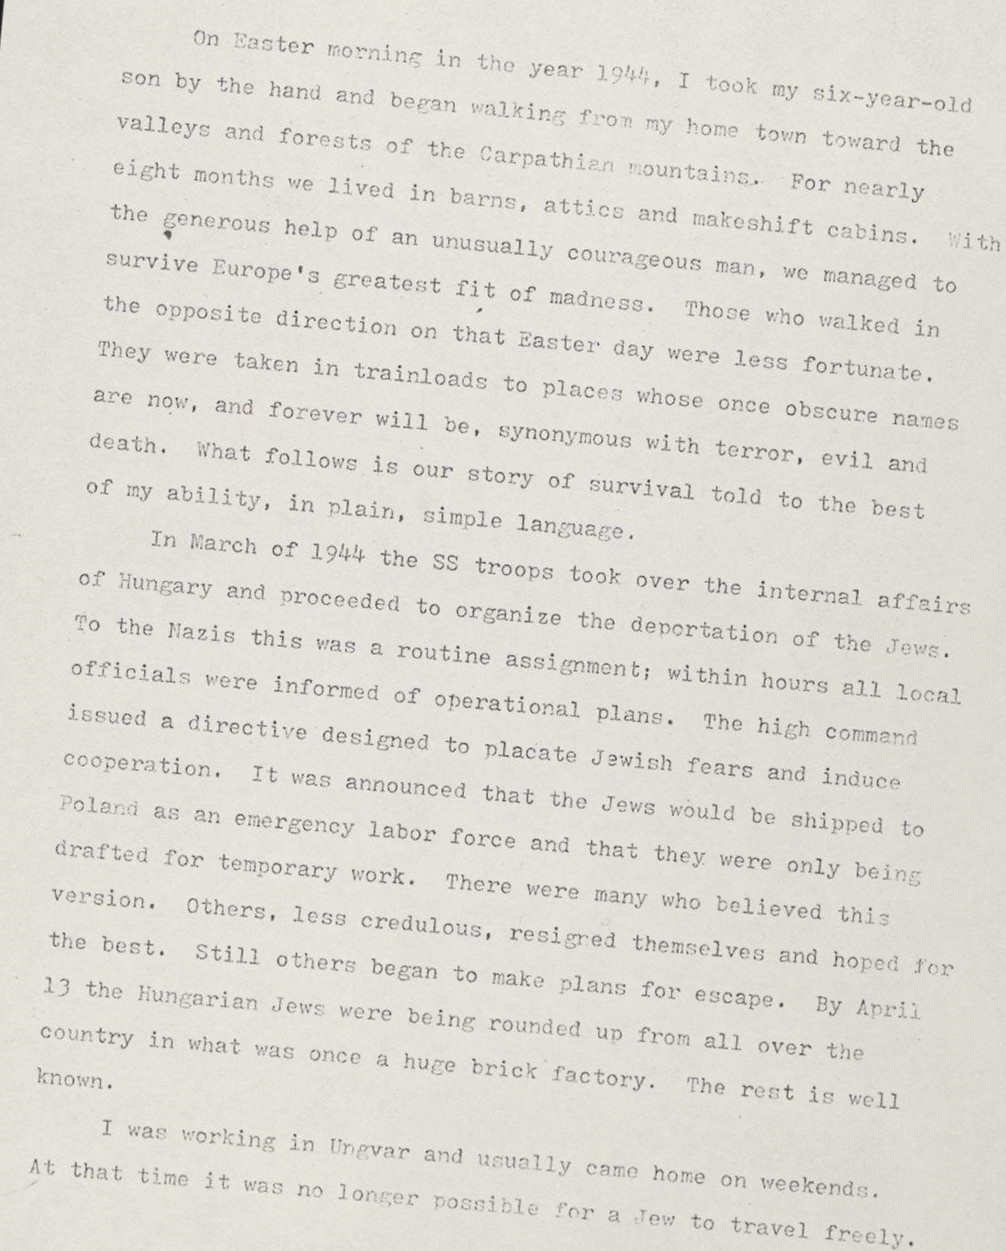 On Easter morning in the year 1944, I took my six-year-old
son by the hand and began walking from my home town toward the
valleys and forests of the Carpathian mountains. For nearly
eight months we lived in barns, attics and makeshift cabins. With
the generous help of an unusually courageous man, we managed to
survive Europe's greatest fit of madness. Those who walked in
the opposite direction on that Easter day were less fortunate.
They were taken in trainloads to places whose once obscure names
are now, and forever will be, synonymous with terror, evil and
death. What follows is our story of survival told to the best
of my ability, in plain, simple language.
In March of 1944 the SS troops took over the internal affairs
of Hungary and proceeded to organize the deportation of the Jews.
To the Nazis this was a routine assignment; within hours all local
officials were informed of operational plans. The high command
issued a directive designed to placate Jewish fears and induce
cooperation. It was announced that the Jews would be shipped to
Poland as an emergency labor force and that they were only being
drafted for temporary work. There were many who believed this
version. Others, less credulous, resigned themselves and hoped for
the best. Still others began to make plans for escape. By April
13 the Hungarian Jews were being rounded up from all over the
country in what was once a huge brick factory. The rest is well
known.
I was working in Ungvar and usually came home on weekends.
At that time it was no longer possible for a Jew to travel freely.